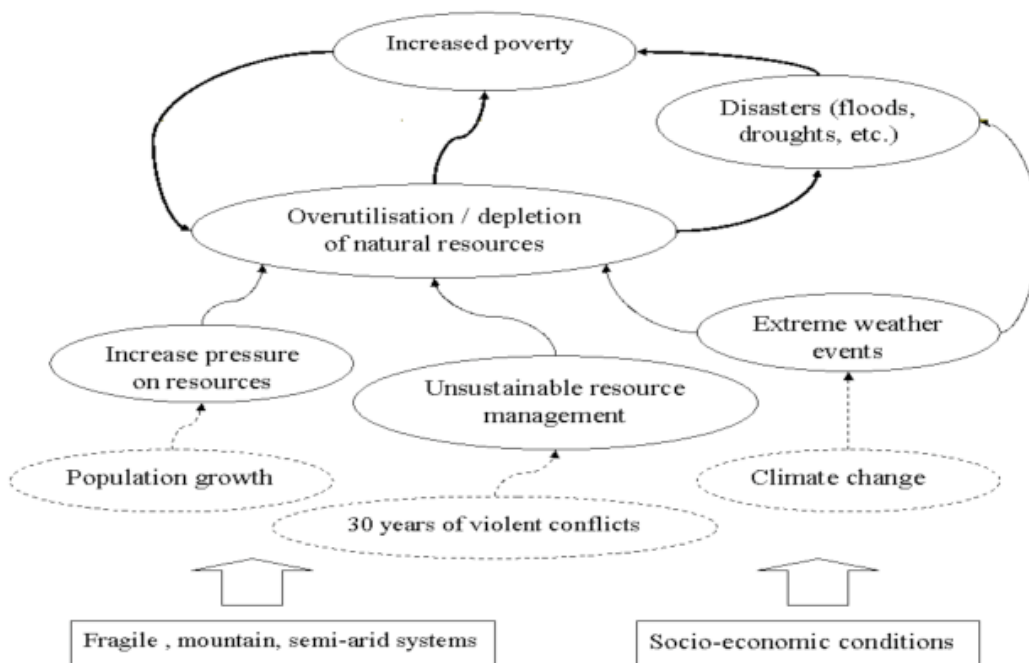 Increased poverty
Disasters (floods,
droughts, etc.)
Overutilisation / depletion
of natural resources
Extreme weather
events
Increase pressure
on resources
Unsustainable resource
management
Population growth
Climate change
30 years of violent conflicts
Fragile , mountain, semi-arid systems
Socio-economic conditions